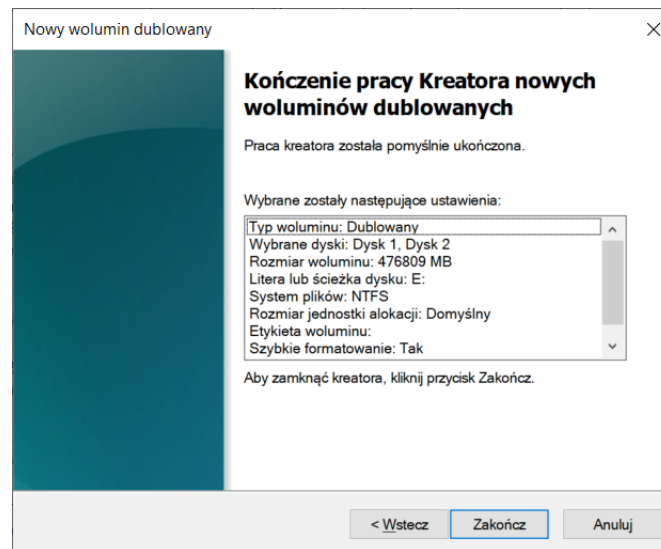 Nowy wolumin dublowany
Kończenie pracy Kreatora nowych
woluminów dublowanych
Praca kreatora została pomyślnie ukończona.
Wybrane zostały następujące ustawienia:
Typ woluminu: Dublowany
Wybrane dyski: Dysk 1, Dysk 2
Rozmiar woluminu: 476809 MB
Litera lub ścieżka dysku: E:
System plików: NTFS
Rozmiar jednostki alokacji: Domyślny
Etykieta woluminu:
Szybkie formatowanie: Tak
Aby zamknąć kreatora, kliknij przycisk Zakończ.
< Wstecz Zakończ Anuluj